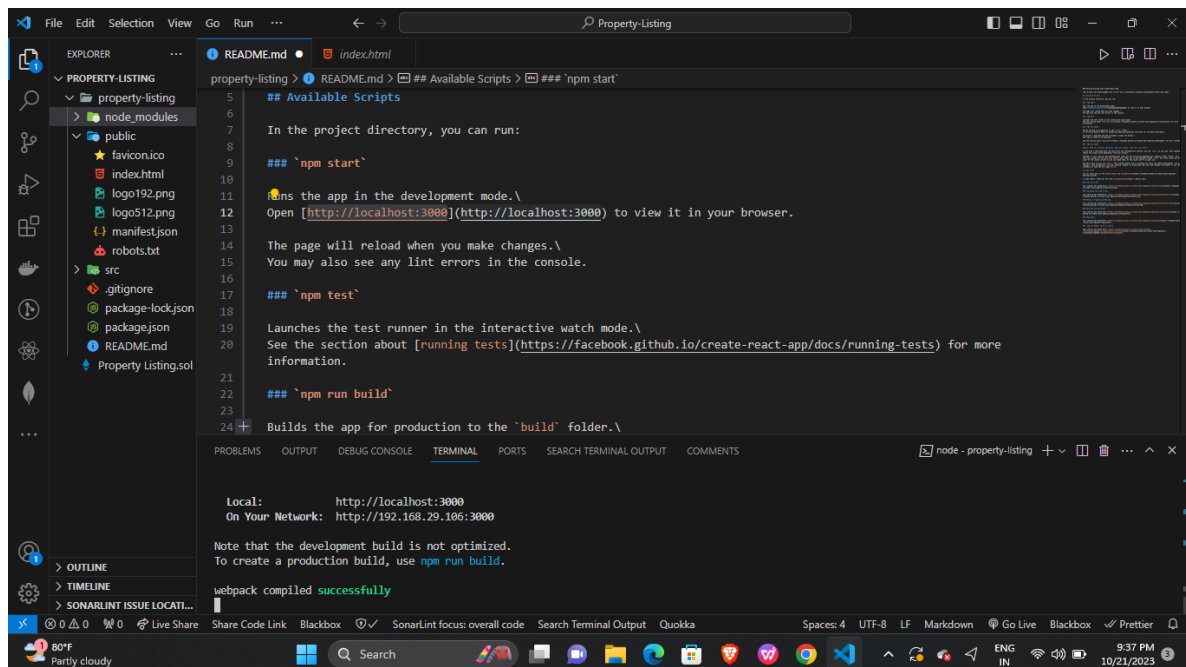 File Edit Selection View Go Run ··· Property-Listing
EXPLORER ···
PROPERTY-LISTING
property-listing
node_modules
public
favicon.ico
index.html
logo192.png
logo512.png
manifest.json
robots.txt
src
.gitignore
package-lock.json
package.json
README.md
Property Listing.sol
OUTLINE
TIMELINE
SONARLINT ISSUE LOCATI...
README.md index.html
property-listing > README.md > ## Available Scripts > ### `npm start`
5 ## Available Scripts
6
7 In the project directory, you can run:
8
9 ### `npm start`
10
11 Runs the app in the development mode.\
12 Open [http://localhost:3000](http://localhost:3000) to view it in your browser.
13
14 The page will reload when you make changes.\
15 You may also see any lint errors in the console.
16
17 ### `npm test`
18
19 Launches the test runner in the interactive watch mode.\
20 See the section about [running tests](https://facebook.github.io/create-react-app/docs/running-tests) for more
information.
21
22 ### `npm run build`
23
24 Builds the app for production to the `build` folder.\
PROBLEMS OUTPUT DEBUG CONSOLE TERMINAL PORTS SEARCH TERMINAL OUTPUT COMMENTS node - property-listing
Local: http://localhost:3000
On Your Network: http://192.168.29.106:3000
Note that the development build is not optimized.
To create a production build, use npm run build.
webpack compiled successfully
0 0 0 Live Share Share Code Link Blackbox SonarLint focus: overall code Search Terminal Output Quokka Spaces: 4 UTF-8 LF Markdown Go Live Blackbox Prettier
80°F
Partly cloudy
Search
ENG
IN
9:37 PM
10/21/2023